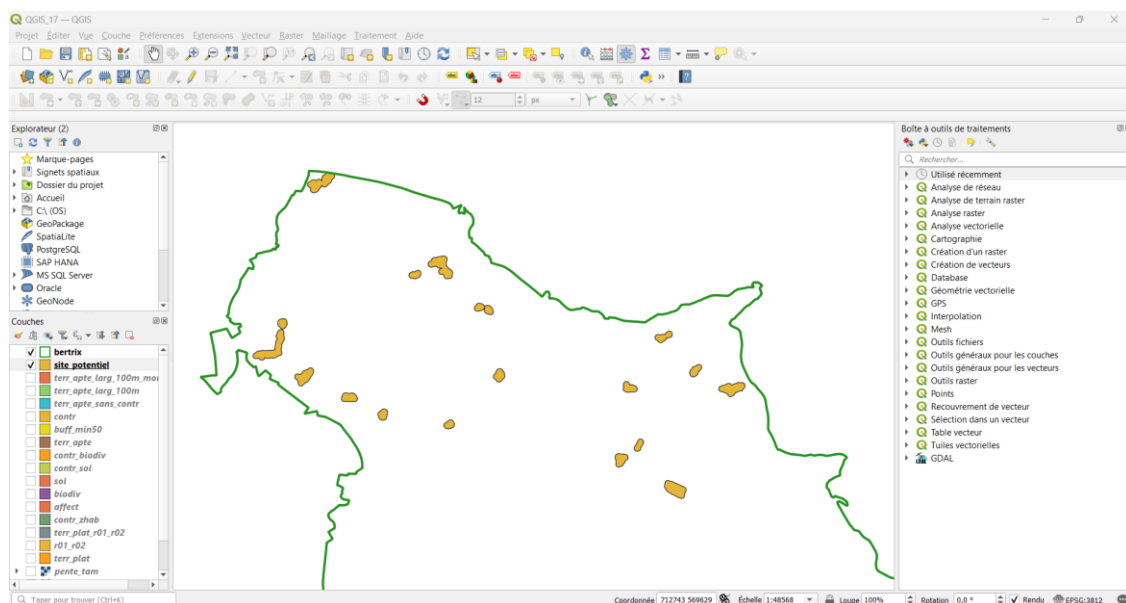 QGIS_17 — QGIS
Projet Éditer Vue Couche Préférences Extensions Vecteur Raster Maillage Traitement Aide
12 px
Explorateur (2)
Marque-pages
Signets spatiaux
Dossier du projet
Accueil
C:\ (OS)
GeoPackage
SpatiaLite
PostgreSQL
SAP HANA
MS SQL Server
Oracle
GeoNode
Couches
bertrix
site_potentiel
terr_apte_larg_100m_mai
terr_apte_larg_100m
terr_apte_sans_contr
contr
buff_min50
terr_apte
contr_biodiv
contr_sol
sol
biodiv
affect
contr_zhab
terr_plat_r01_r02
r01_r02
terr_plat
pente_tam
Boîte à outils de traitements
Rechercher...
Utilisé récemment
Analyse de réseau
Analyse de terrain raster
Analyse raster
Analyse vectorielle
Cartographie
Création d'un raster
Création de vecteurs
Database
Géométrie vectorielle
GPS
Interpolation
Mesh
Outils fichiers
Outils généraux pour les couches
Outils généraux pour les vecteurs
Outils raster
Points
Recouvrement de vecteur
Sélection dans un vecteur
Table vecteur
Tuiles vectorielles
GDAL
Taper pour trouver (Ctrl+K)
Coordonnée 712743 569629 Échelle 1:48568 Loupe 100% Rotation 0,0 ° Rendu EPSG:3812